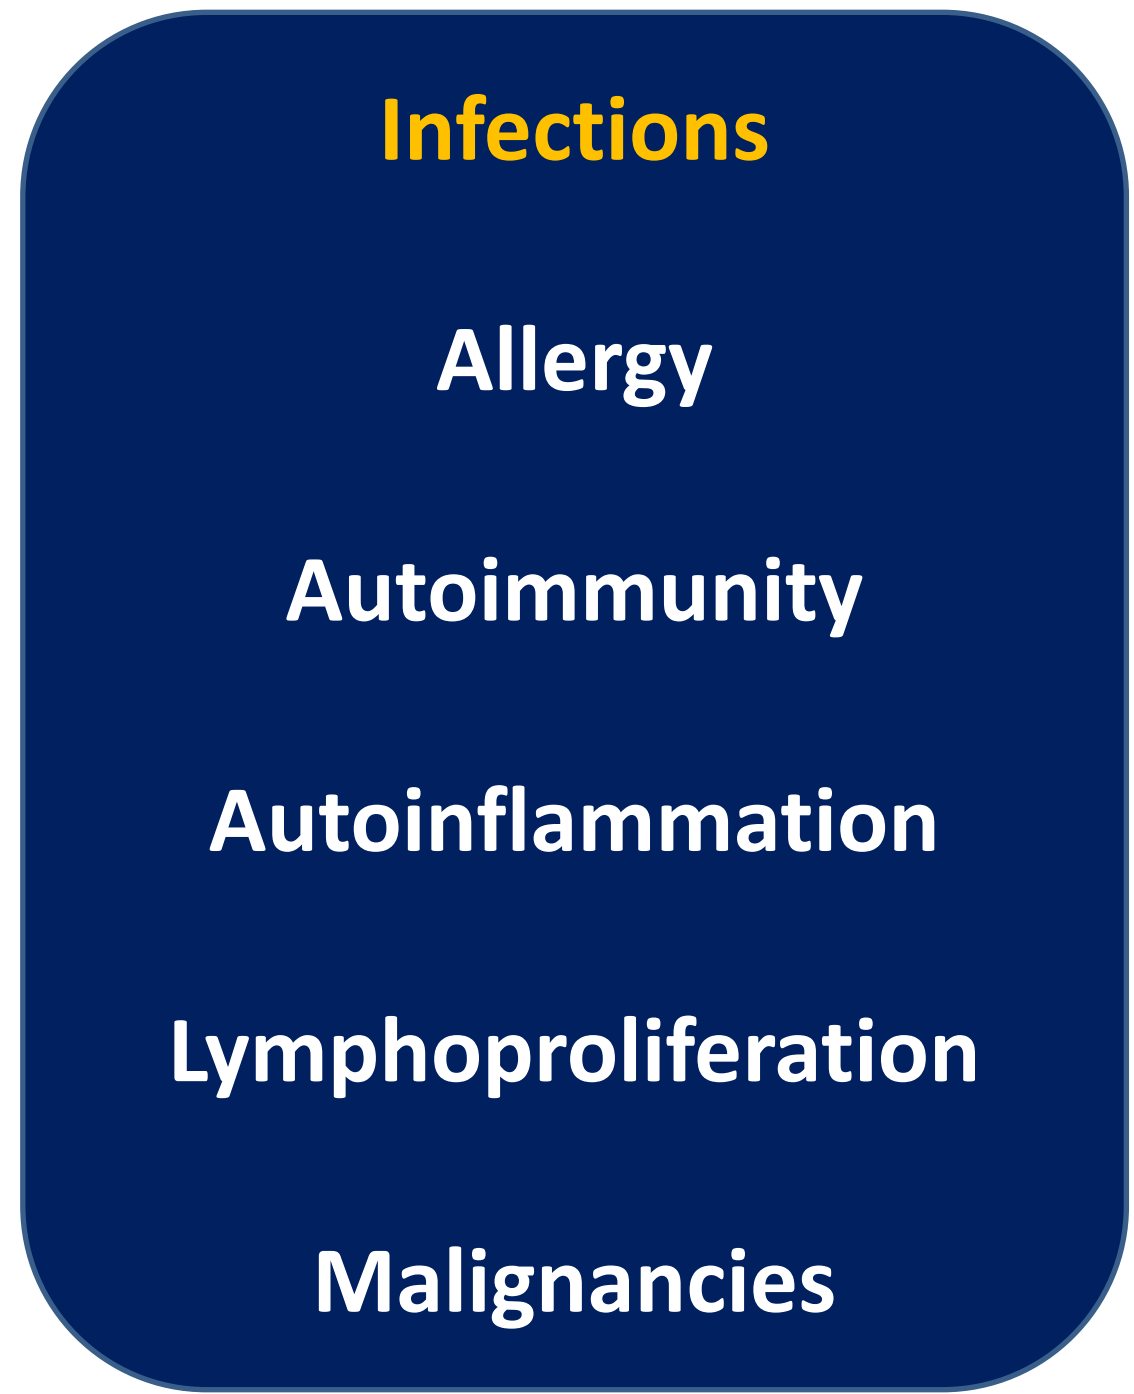 Infections
Allergy
Autoimmunity
Autoinflammation
Lymphoproliferation
Malignancies